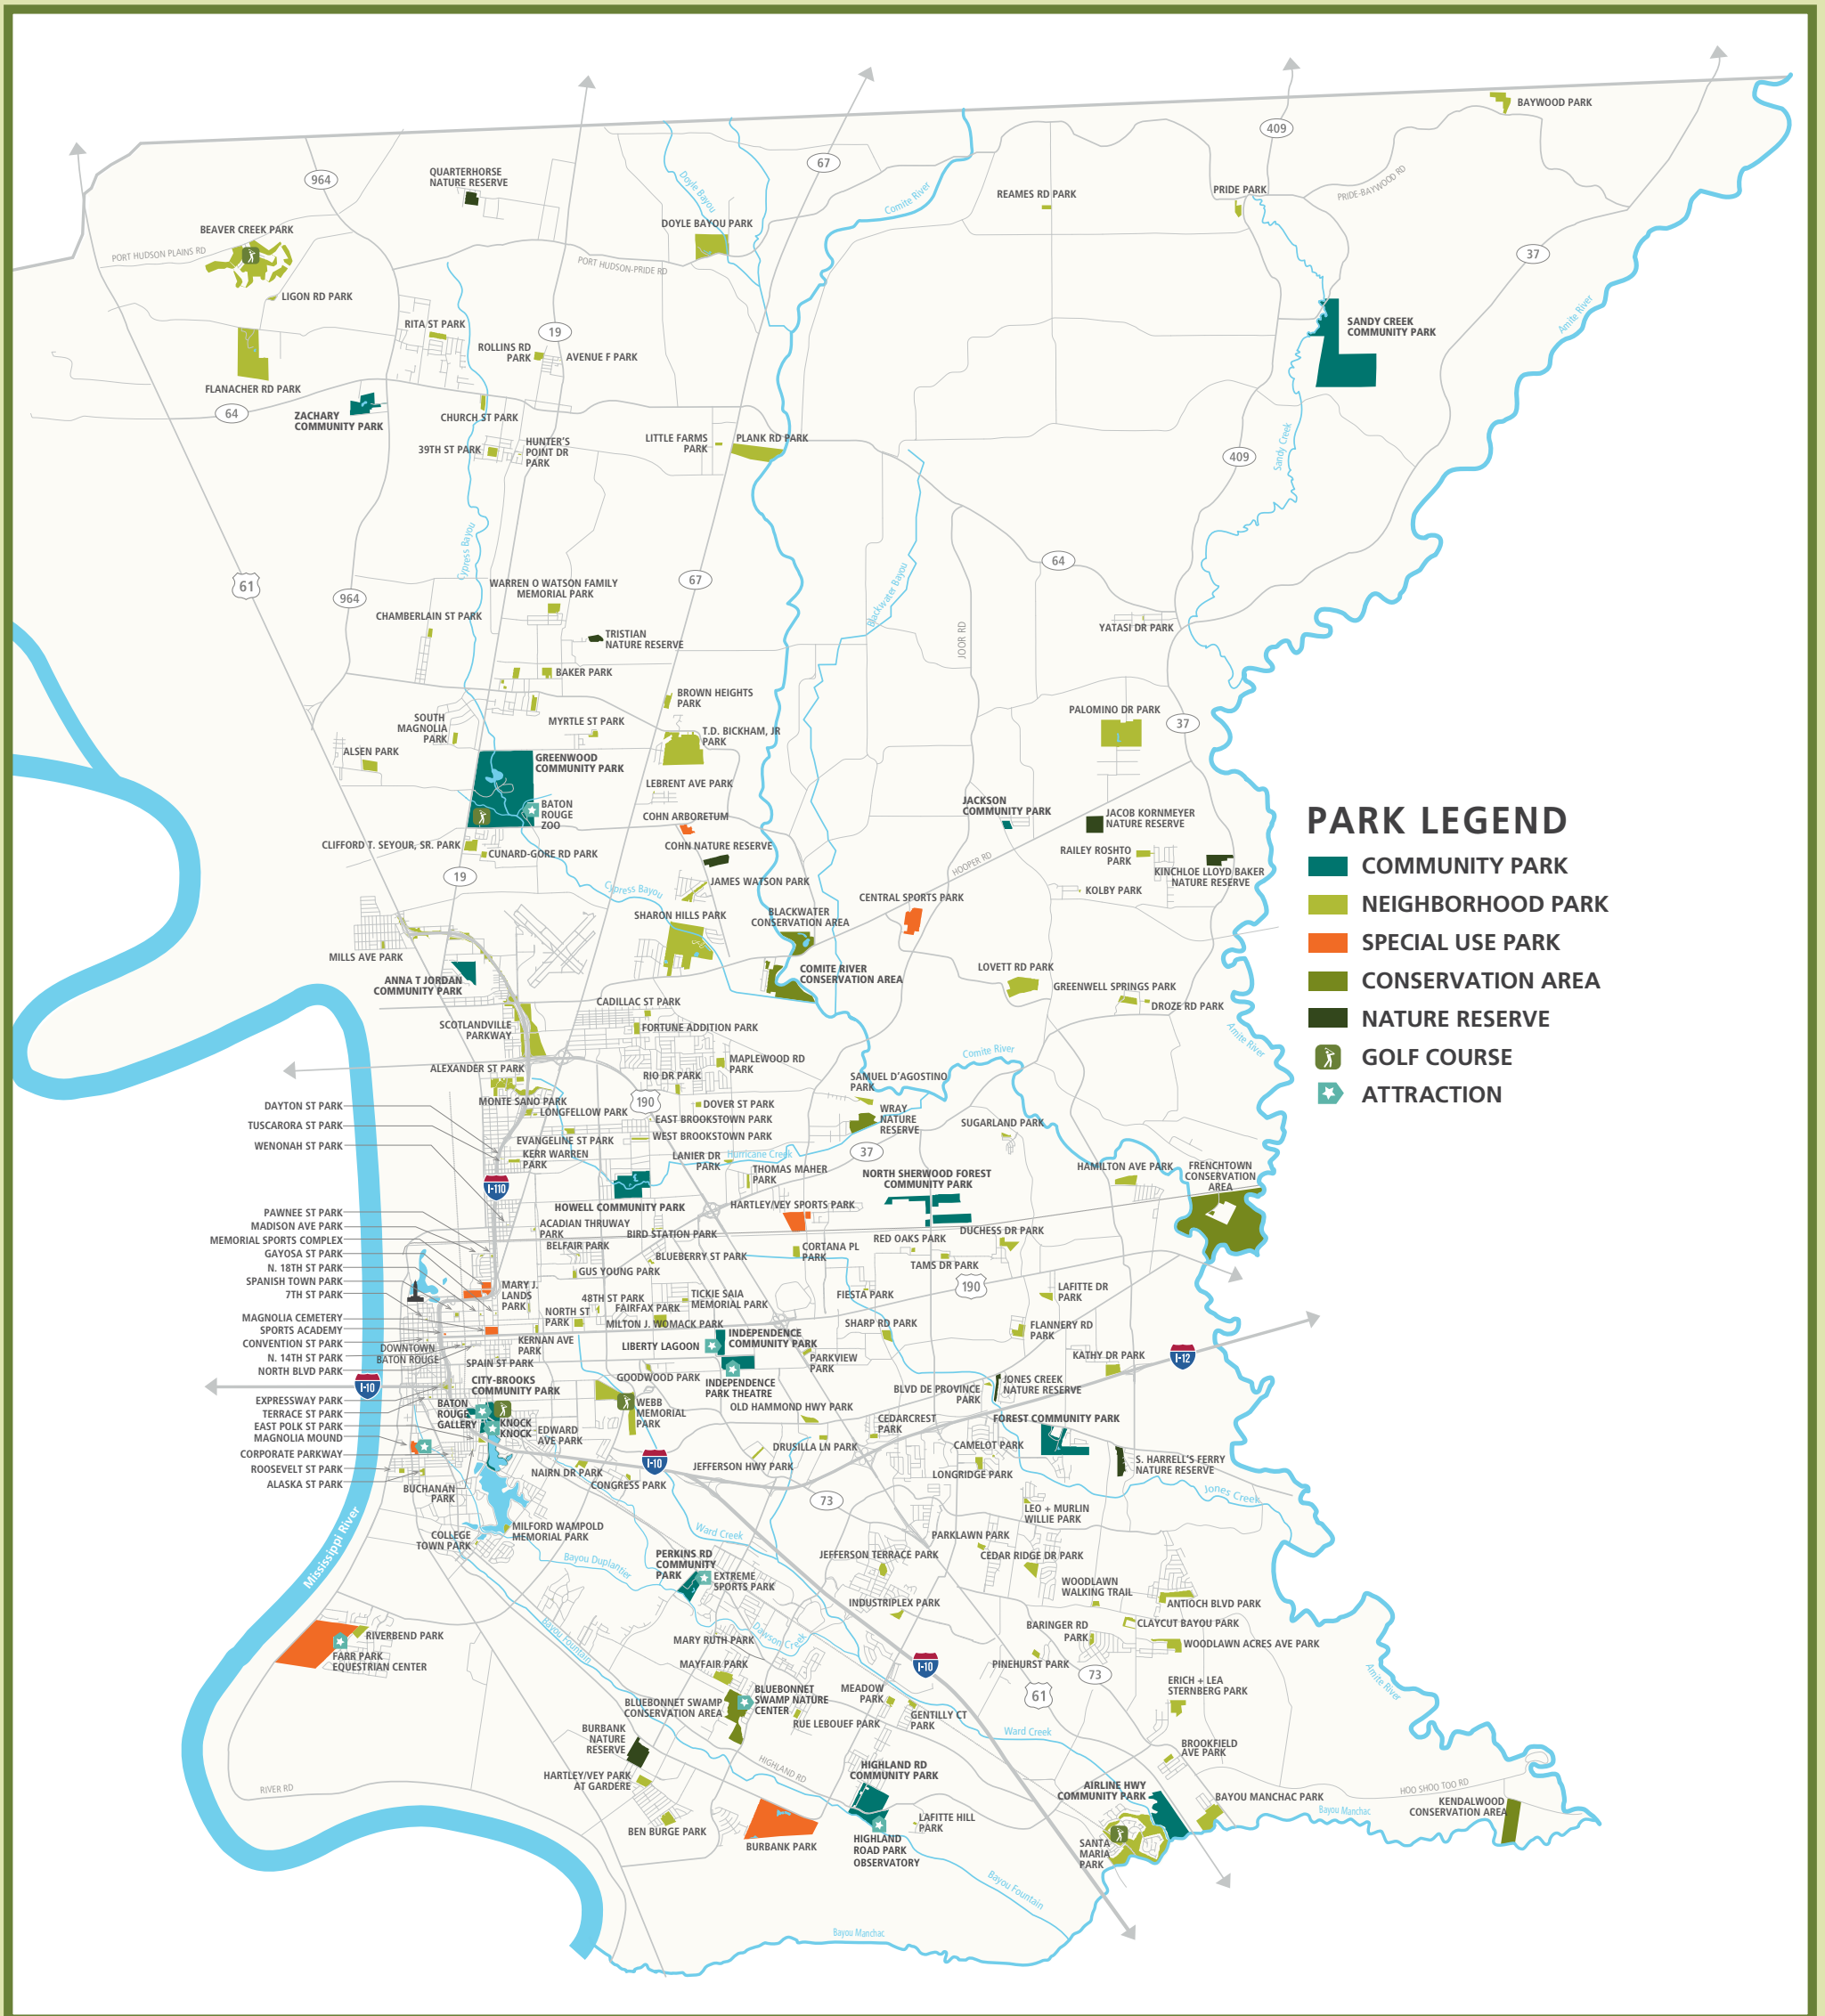 BAYWOOD PARK
409
67
PRIDE-BAYWOOD RD
QUARTERHORSE
NATURE RESERVE
964
Doyle Bayou
Comite River
REAMES RD PARK
PRIDE PARK
BEAVER CREEK PARK
DOYLE BAYOU PARK
PORT HUDSON PLAINS RD
PORT HUDSON-PRIDE RD
37
LIGON RD PARK
Amite River
RITA ST PARK
19
SANDY CREEK
COMMUNITY PARK
ROLLINS RD
PARK
AVENUE F PARK
FLANACHER RD PARK
64
ZACHARY
COMMUNITY PARK
CHURCH ST PARK
39TH ST PARK
HUNTER'S
POINT DR
PARK
LITTLE FARMS
PARK
PLANK RD PARK
409
Sandy Creek
Cypress Bayou
64
61
964
67
WARREN O WATSON FAMILY
MEMORIAL PARK
Blackwater Bayou
CHAMBERLAIN ST PARK
TRISTIAN
NATURE RESERVE
JOOR RD
YATASI DR PARK
BAKER PARK
BROWN HEIGHTS
PARK
PALOMINO DR PARK
37
SOUTH
MAGNOLIA
PARK
MYRTLE ST PARK
T.D. BICKHAM, JR
PARK
ALSEN PARK
GREENWOOD
COMMUNITY PARK
LEBRENT AVE PARK
BATON
ROUGE
ZOO
COHN ARBORETUM
JACKSON
COMMUNITY PARK
JACOB KORNMEYER
NATURE RESERVE
CLIFFORD T. SEYOUR, SR. PARK
CUNARD-GORE RD PARK
COHN NATURE RESERVE
RAILEY ROSHTO
PARK
HOOPER RD
KINCHLOE LLOYD BAKER
NATURE RESERVE
19
Cypress Bayou
JAMES WATSON PARK
KOLBY PARK
CENTRAL SPORTS PARK
SHARON HILLS PARK
BLACKWATER
CONSERVATION AREA
MILLS AVE PARK
ANNA T JORDAN
COMMUNITY PARK
COMITE RIVER
CONSERVATION AREA
LOVETT RD PARK
GREENWELL SPRINGS PARK
DROZE RD PARK
CADILLAC ST PARK
SCOTLANDVILLE
PARKWAY
FORTUNE ADDITION PARK
Amite River
Comite River
MAPLEWOOD RD
PARK
ALEXANDER ST PARK
RIO DR PARK
SAMUEL D'AGOSTINO
PARK
PARK LEGEND
COMMUNITY PARK
NEIGHBORHOOD PARK
SPECIAL USE PARK
CONSERVATION AREA
NATURE RESERVE
GOLF COURSE
ATTRACTION
DAYTON ST PARK
TUSCARORA ST PARK
WENONAH ST PARK
MONTE SANO PARK
LONGFELLOW PARK
190
DOVER ST PARK
EAST BROOKSTOWN PARK
WRAY
NATURE
RESERVE
SUGARLAND PARK
EVANGELINE ST PARK
WEST BROOKSTOWN PARK
37
KERR WARREN
PARK
LANIER DR
PARK
Hurricane Creek
THOMAS MAHER
PARK
I-110
NORTH SHERWOOD FOREST
COMMUNITY PARK
HAMILTON AVE PARK
FRENCHTOWN
CONSERVATION
AREA
HOWELL COMMUNITY PARK
HARTLEY/VEY SPORTS PARK
PAWNEE ST PARK
MADISON AVE PARK
MEMORIAL SPORTS COMPLEX
GAYOSA ST PARK
N. 18TH ST PARK
SPANISH TOWN PARK
7TH ST PARK
MAGNOLIA CEMETERY
SPORTS ACADEMY
CONVENTION ST PARK
N. 14TH ST PARK
NORTH BLVD PARK
ACADIAN THRUWAY
PARK
BIRD STATION PARK
BELFAIR PARK
BLUEBERRY ST PARK
CORTANA PL
PARK
RED OAKS PARK
DUCHESS DR PARK
TAMS DR PARK
GUS YOUNG PARK
190
MARY J.
LANDS
PARK
48TH ST PARK
TICKIE SAIA
MEMORIAL PARK
FIESTA PARK
LAFITTE DR
PARK
NORTH ST
PARK
FAIRFAX PARK
MILTON J. WOMACK PARK
SHARP RD PARK
FLANNERY RD
PARK
KERNAN AVE
PARK
LIBERTY LAGOON
INDEPENDENCE
COMMUNITY PARK
DOWNTOWN
BATON ROUGE
SPAIN ST PARK
PARKVIEW
PARK
KATHY DR PARK
I-12
I-10
GOODWOOD PARK
INDEPENDENCE
PARK THEATRE
CITY-BROOKS
COMMUNITY PARK
BLVD DE PROVINCE
PARK
JONES CREEK
NATURE RESERVE
EXPRESSWAY PARK
TERRACE ST PARK
EAST POLK ST PARK
MAGNOLIA MOUND
CORPORATE PARKWAY
ROOSEVELT ST PARK
ALASKA ST PARK
BATON
ROUGE
GALLERY
KNOCK
KNOCK
EDWARD
AVE PARK
WEBB
MEMORIAL
PARK
OLD HAMMOND HWY PARK
CEDARCREST
PARK
FOREST COMMUNITY PARK
DRUSILLA LN PARK
CAMELOT PARK
I-10
JEFFERSON HWY PARK
NAIRN DR PARK
CONGRESS PARK
LONGRIDGE PARK
S. HARRELL'S FERRY
NATURE RESERVE
BUCHANAN
PARK
73
Jones Creek
LEO + MURLIN
WILLIE PARK
Mississippi River
COLLEGE
TOWN PARK
MILFORD WAMPOLD
MEMORIAL PARK
Ward Creek
PARKLAWN PARK
Bayou Duplantier
PERKINS RD
COMMUNITY
PARK
EXTREME
SPORTS PARK
JEFFERSON TERRACE PARK
CEDAR RIDGE DR PARK
WOODLAWN
WALKING TRAIL
ANTIOCH BLVD PARK
INDUSTRIPLEX PARK
Bayou Fountain
Dawson Creek
BARINGER RD
PARK
CLAYCUT BAYOU PARK
RIVERBEND PARK
FARR PARK
EQUESTRIAN CENTER
MARY RUTH PARK
WOODLAWN ACRES AVE PARK
MAYFAIR PARK
I-10
PINEHURST PARK
73
Amite River
BLUEBONNET SWAMP
CONSERVATION AREA
BLUEBONNET
SWAMP NATURE
CENTER
MEADOW
PARK
61
ERICH + LEA
STERNBERG PARK
RUE LEBOUEF PARK
GENTILLY CT
PARK
BURBANK
NATURE
RESERVE
Ward Creek
BROOKFIELD
AVE PARK
HARTLEY/VEY PARK
AT GARDERE
HIGHLAND RD
HIGHLAND RD
COMMUNITY PARK
AIRLINE HWY
COMMUNITY PARK
RIVER RD
HOO SHOO TOO RD
BAYOU MANCHAC PARK
KENDALWOOD
CONSERVATION AREA
Bayou Manchac
BEN BURGE PARK
BURBANK PARK
LAFITTE HILL
PARK
HIGHLAND
ROAD PARK
OBSERVATORY
SANTA
MARIA
PARK
Bayou Fountain
Bayou Manchac